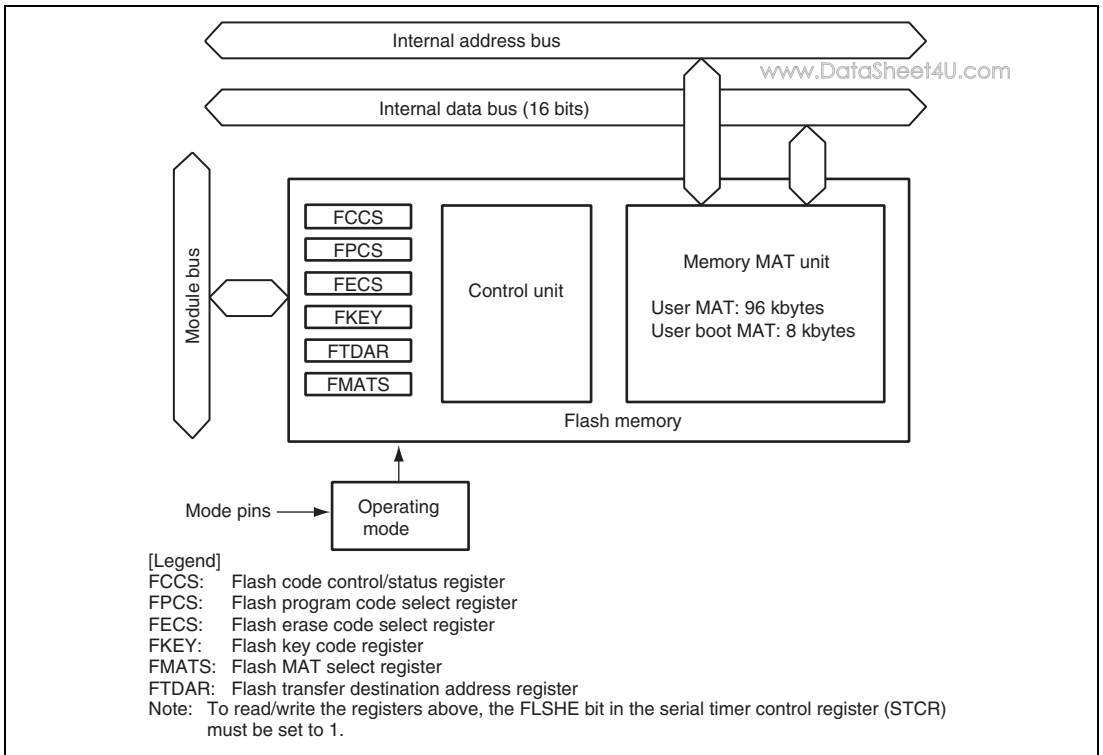 Internal address bus
www.DataSheet4U.com
Internal data bus (16 bits)
Module bus
FCCS
FPCS
FECS
FKEY
FTDAR
FMATS
Control unit
Memory MAT unit
User MAT: 96 kbytes
User boot MAT: 8 kbytes
Flash memory
Mode pins
Operating
mode
[Legend]
FCCS: Flash code control/status register
FPCS: Flash program code select register
FECS: Flash erase code select register
FKEY: Flash key code register
FMATS: Flash MAT select register
FTDAR: Flash transfer destination address register
Note: To read/write the registers above, the FLSHE bit in the serial timer control register (STCR)
must be set to 1.